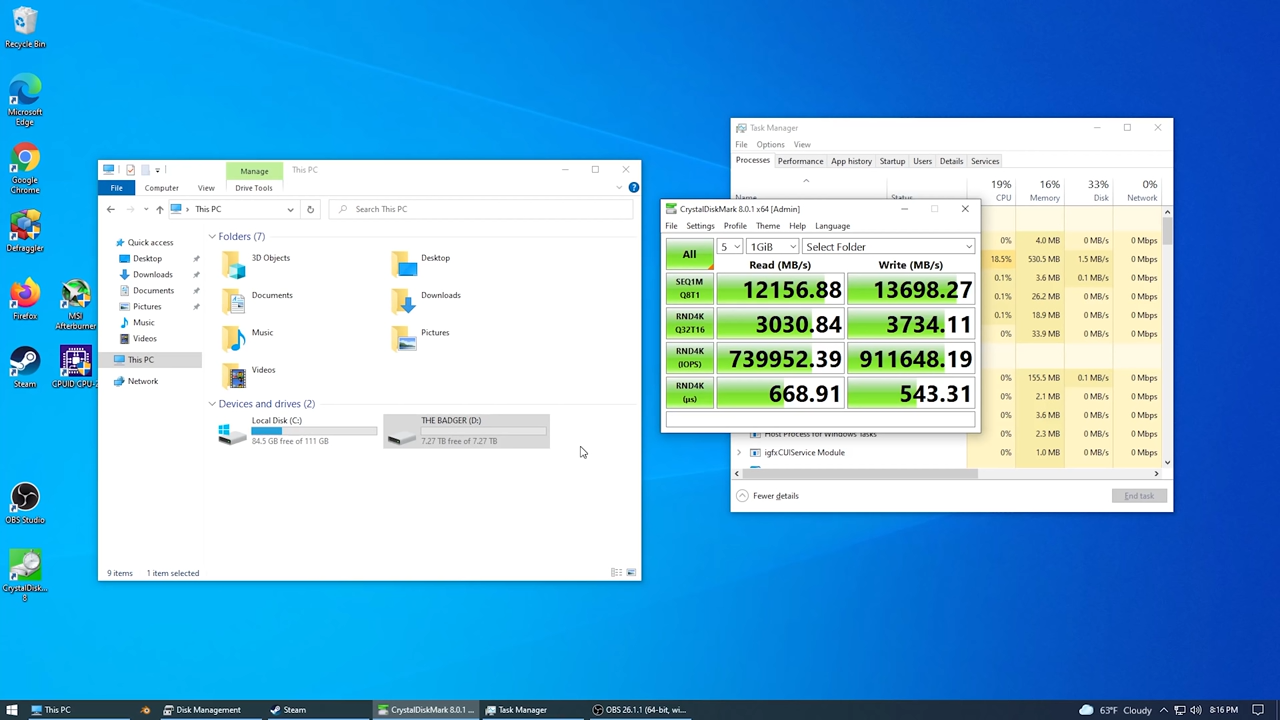 Recycle Bin
Microsoft
Edge
Google
Chrome
Defraggler
Firefox
MSI
Afterburner
Steam
CPUID CPU-Z
OBS Studio
CrystalDisk...
8
Manage
This PC
File
Computer
View
Drive Tools
This PC
Search This PC
Quick access
Desktop
Downloads
Documents
Pictures
Music
Videos
This PC
Network
Folders (7)
3D Objects
Desktop
Documents
Downloads
Music
Pictures
Videos
Devices and drives (2)
Local Disk (C:)
84.5 GB free of 111 GB
THE BADGER (D:)
7.27 TB free of 7.27 TB
9 items
1 item selected
Task Manager
File Options View
Processes Performance App history Startup Users Details Services
19% 16% 33% 0%
Name Status CPU Memory Disk Network
0% 4.0 MB 0 MB/s 0 Mbps
18.5% 530.5 MB 1.5 MB/s 0 Mbps
0.1% 3.6 MB 0 MB/s 0 Mbps
0.1% 26.2 MB 0 MB/s 0 Mbps
0.1% 18.9 MB 0 MB/s 0 Mbps
0% 33.9 MB 0 MB/s 0 Mbps
0% 155.5 MB 0.1 MB/s 0 Mbps
0% 2.1 MB 0 MB/s 0 Mbps
0% 3.6 MB 0 MB/s 0 Mbps
Host Process for Windows Tasks 0% 2.3 MB 0 MB/s 0 Mbps
igfxCUIService Module 0% 1.0 MB 0 MB/s 0 Mbps
Fewer details
End task
CrystalDiskMark 8.0.1 x64 [Admin]
File Settings Profile Theme Help Language
All 5 1GiB Select Folder
Read (MB/s) Write (MB/s)
SEQ1M
Q8T1
12156.88 13698.27
RND4K
Q32T16
3030.84 3734.11
RND4K
(IOPS)
739952.39 911648.19
RND4K
(μs)
668.91 543.31
This PC
Disk Management
Steam
CrystalDiskMark 8.0.1 ...
Task Manager
OBS 26.1.1 (64-bit, wi...
63°F Cloudy
8:16 PM